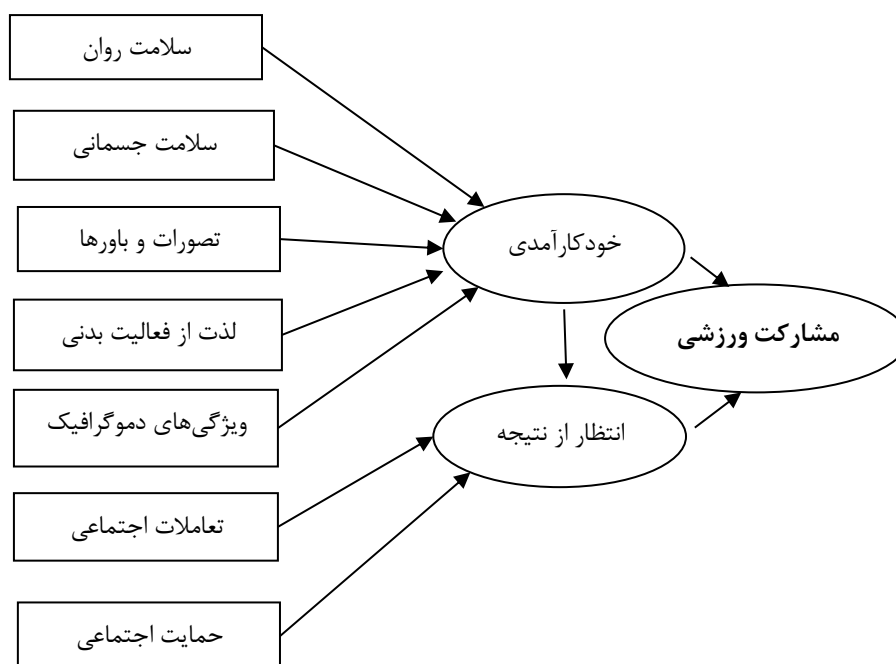 سلامت روان
سلامت جسمانی
تصورات و باورها
لذت از فعالیت بدنی
ویژگی‌های دموگرافیک
تعاملات اجتماعی
حمایت اجتماعی
خودکارآمدی
انتظار از نتیجه
مشارکت ورزشی